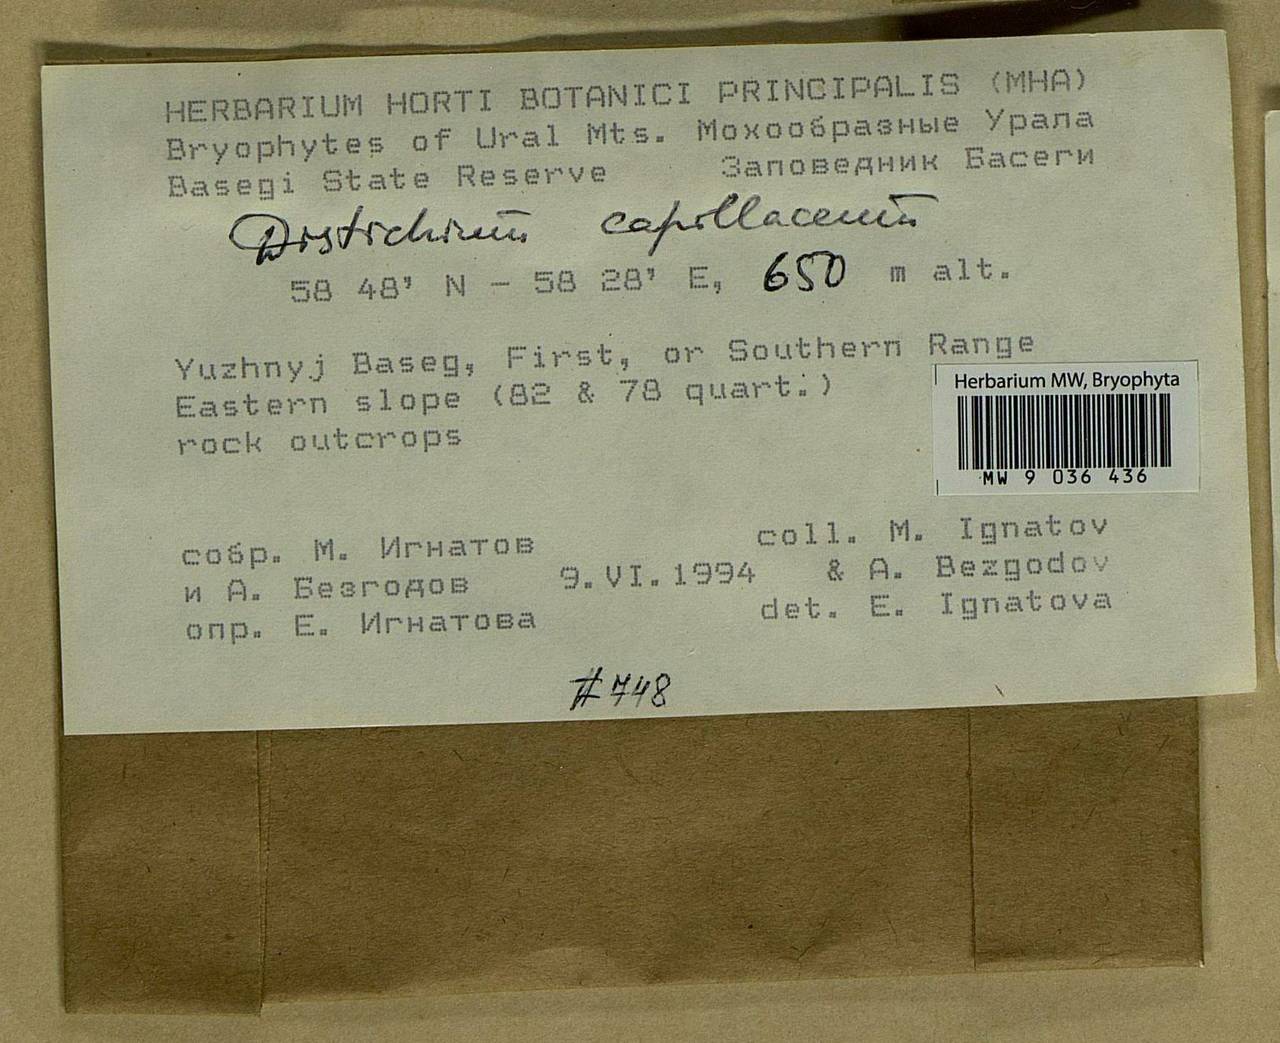 HERBARIUM HORTI BOTANICI PRINCIPALIS (MHA)
Bryophytes of Ural Mts. Мохообразные Урала
Basegi State Reserve Заповедник Басеги
Distichium capillaceum
58 48' N - 58 28' E, 650 m alt.
Yuzhnyj Baseg, First, or Southern Range
Eastern slope (82 & 78 quart.)
rock outcrops
Herbarium MW, Bryophyta
MW 9 036 436
собр. М. Игнатов coll. M. Ignatov
и А. Безгодов 9.VI.1994 & A. Bezgodov
опр. Е. Игнатова det. E. Ignatova
#748